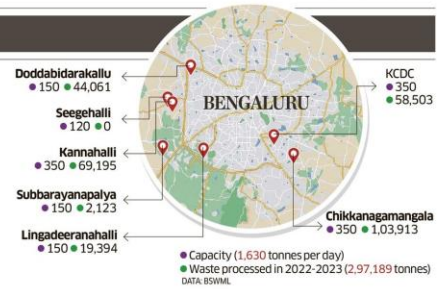 Doddabidarakallu
150 44,061
Seegehalli
120 0
Kannahalli
350 69,195
Subbarayanapalya
150 2,123
Lingadeeranahalli
150 19,394
BENGALURU
KCDC
350
58,503
Chikkanagamangala
350 1,03,913
Capacity (1,630 tonnes per day)
Waste processed in 2022-2023 (2,97,189 tonnes)
DATA: BSWML